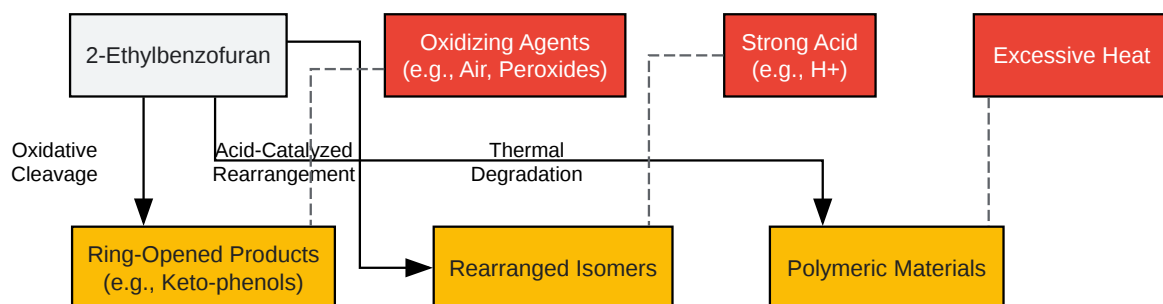 2-Ethylbenzofuran
Oxidizing Agents
(e.g., Air, Peroxides)
Strong Acid
(e.g., H+)
Excessive Heat
Oxidative
Cleavage
Acid-Catalyzed
Rearrangement
Thermal
Degradation
Ring-Opened Products
(e.g., Keto-phenols)
Rearranged Isomers
Polymeric Materials